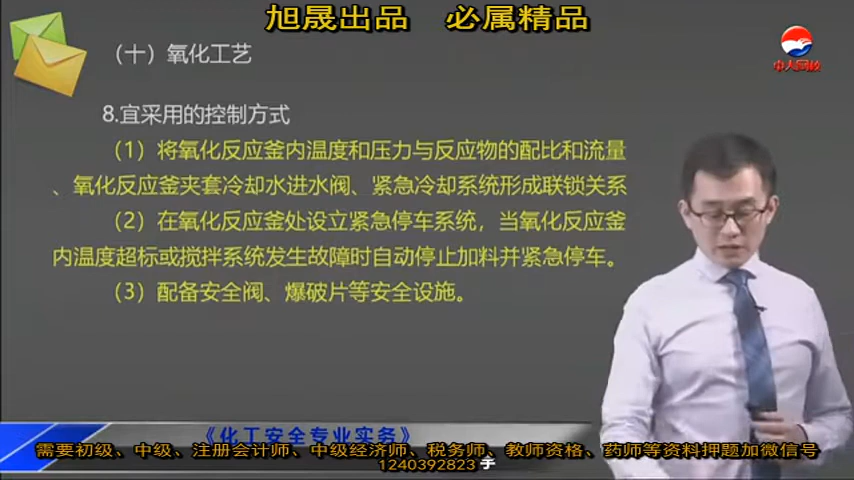 旭晟出品 必属精品
（十）氧化工艺
中大网校
8.宜采用的控制方式
（1）将氧化反应釜内温度和压力与反应物的配比和流量
、氧化反应釜夹套冷却水进水阀、紧急冷却系统形成联锁关系
（2）在氧化反应釜处设立紧急停车系统，当氧化反应釜
内温度超标或搅拌系统发生故障时自动停止加料并紧急停车。
（3）配备安全阀、爆破片等安全设施。
《化工安全专业实务》
需要初级、中级、注册会计师、中级经济师、税务师、教师资格、药师等资料押题加微信号
1240392823